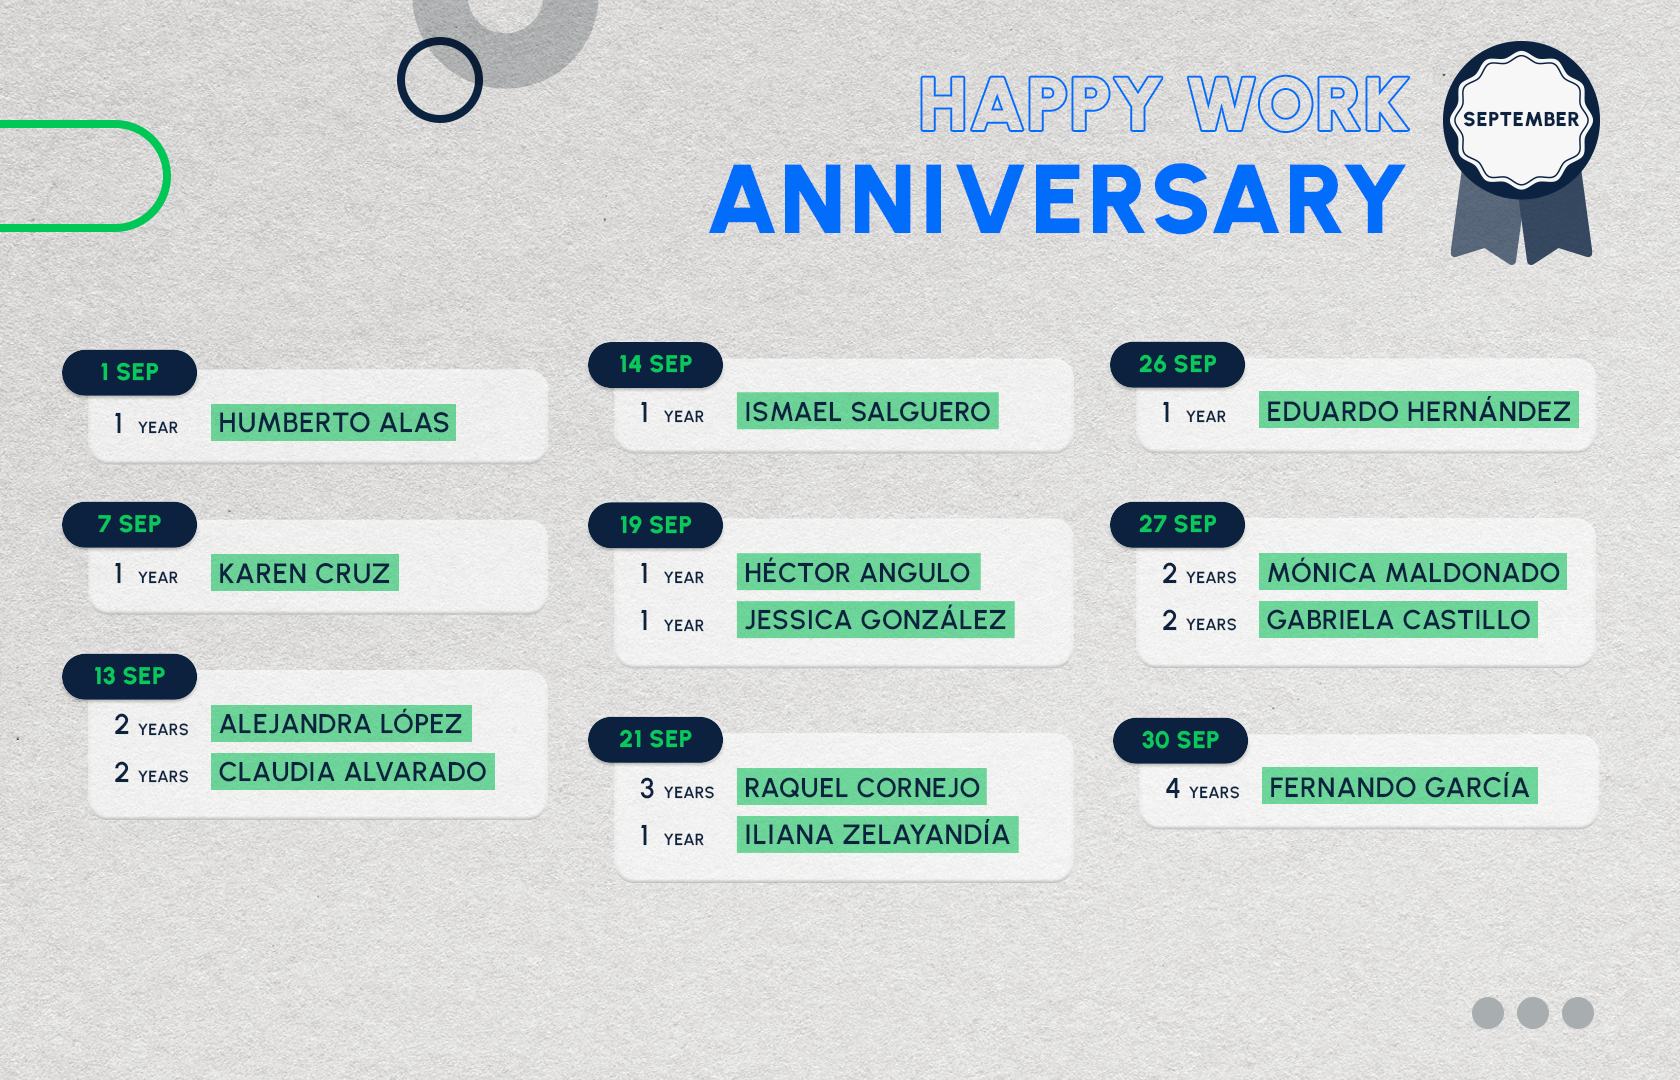 HAPPY WORK
ANNIVERSARY
SEPTEMBER
1 SEP
1 YEAR HUMBERTO ALAS
7 SEP
1 YEAR KAREN CRUZ
13 SEP
2 YEARS ALEJANDRA LÓPEZ
2 YEARS CLAUDIA ALVARADO
14 SEP
1 YEAR ISMAEL SALGUERO
19 SEP
1 YEAR HÉCTOR ANGULO
1 YEAR JESSICA GONZÁLEZ
21 SEP
3 YEARS RAQUEL CORNEJO
1 YEAR ILIANA ZELAYANDÍA
26 SEP
1 YEAR EDUARDO HERNÁNDEZ
27 SEP
2 YEARS MÓNICA MALDONADO
2 YEARS GABRIELA CASTILLO
30 SEP
4 YEARS FERNANDO GARCÍA